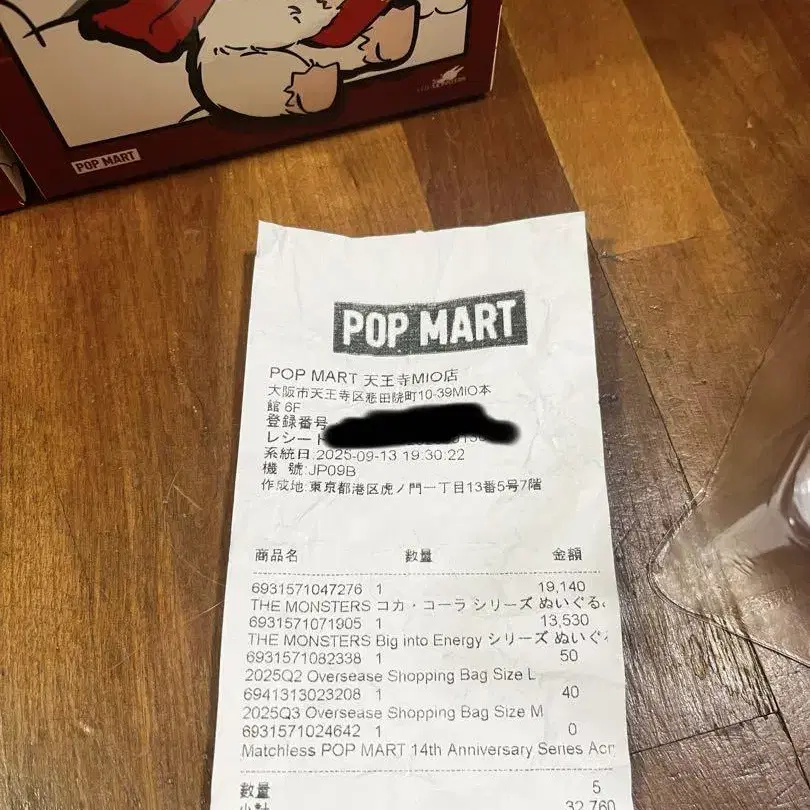 POP MART
POP MART
POP MART 天王寺MIO店
大阪市天王寺区悲田院町10-39MIO本
館 6F
登録番号
レシート
系統日:2025-09-13 19:30:22
機 號:JP09B
作成地:東京都港区虎ノ門一丁目13番5号7階
商品名 数量 金額
6931571047276 1 19,140
THE MONSTERS コカ・コーラ シリーズ ぬいぐる
6931571071905 1 13,530
THE MONSTERS Big into Energy シリーズ ぬいぐ
6931571082338 1 50
2025Q2 Oversease Shopping Bag Size L
6941313023208 1 40
2025Q3 Oversease Shopping Bag Size M
6931571024642 1 0
Matchless POP MART 14th Anniversary Series Acr
数量 5
小計 32,760